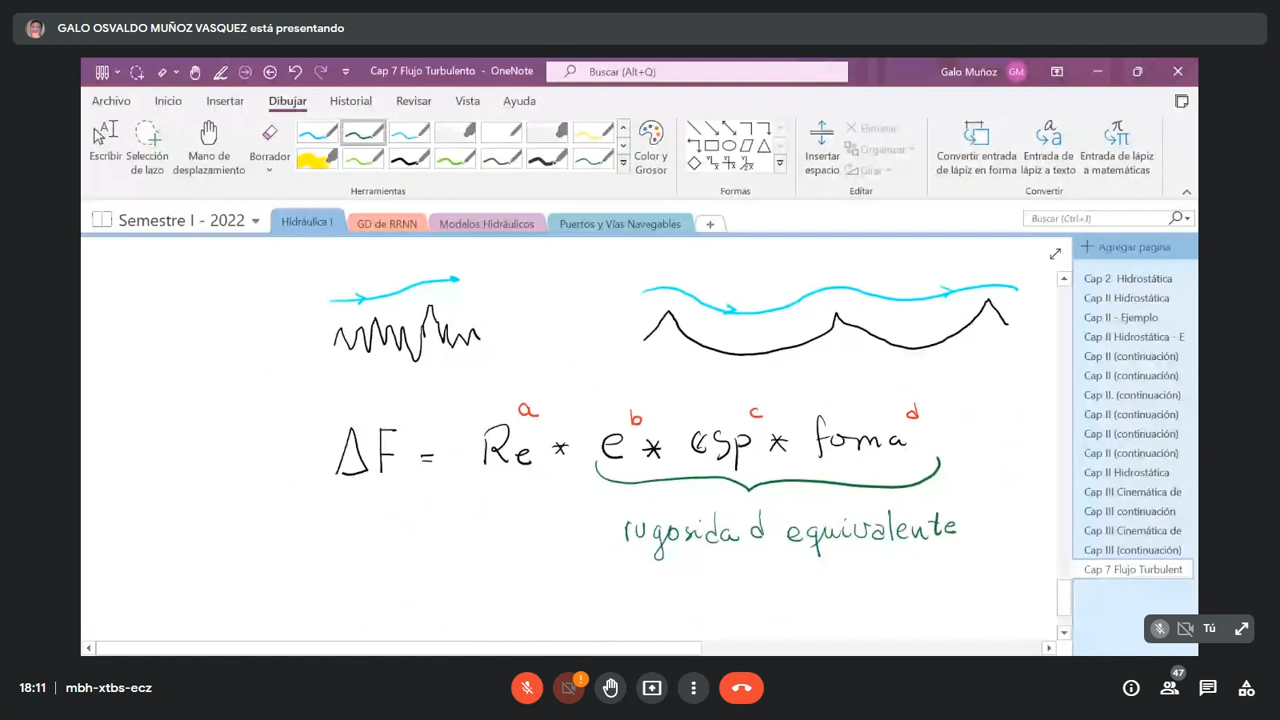 GALO OSVALDO MUÑOZ VASQUEZ está presentando
Cap 7 Flujo Turbulento - OneNote
Buscar (Alt+Q)
Galo Muñoz GM
Archivo Inicio Insertar Dibujar Historial Revisar Vista Ayuda
Escribir Selección de lazo Mano de desplazamiento Borrador
Color y Grosor
Insertar espacio
Eliminar
Organizar
Girar
Convertir entrada de lápiz en forma
Entrada de lápiz a texto
Entrada de lápiz a matemáticas
Herramientas Formas Editar Convertir
Semestre I - 2022 Hidráulica I GD de RRNN Modelos Hidráulicos Puertos y Vías Navegables + Buscar (Ctrl+J)
+ Agregar página
Cap 2 Hidrostática
Cap II Hidrostática
Cap II - Ejemplo
Cap II Hidrostática - E
Cap II (continuación)
Cap II (continuación)
Cap II. (continuación)
Cap II (continuación)
Cap II (continuación)
Cap II (continuación)
Cap II Hidrostática
Cap III Cinemática de
Cap III continuación
Cap III Cinemática de
Cap III (continuación)
Cap 7 Flujo Turbulent
a b c d
ΔF = Re * e * esp * foma
rugosidad equivalente
Tú
18:11 mbh-xtbs-ecz
47